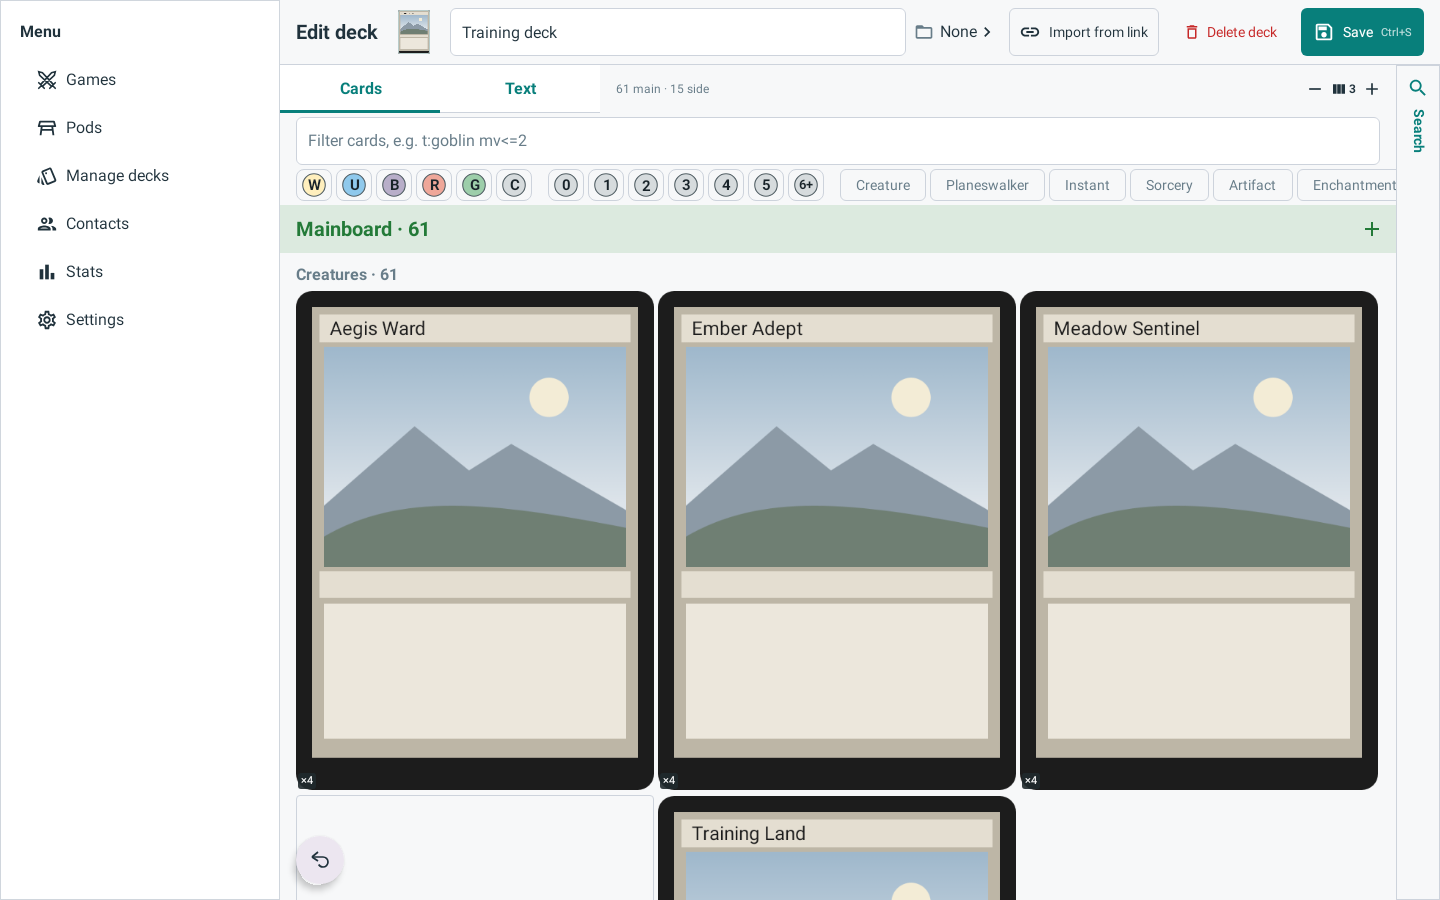 Menu
Games
Pods
Manage decks
Contacts
Stats
Settings
Edit deck
Training deck
None
Import from link
Delete deck
Save Ctrl+S
Cards
Text
61 main · 15 side
3
Search
Filter cards, e.g. t:goblin mv<=2
W U B R G C 0 1 2 3 4 5 6+ Creature Planeswalker Instant Sorcery Artifact Enchantment
Mainboard · 61
Creatures · 61
Aegis Ward
Ember Adept
Meadow Sentinel
×4
×4
×4
Training Land